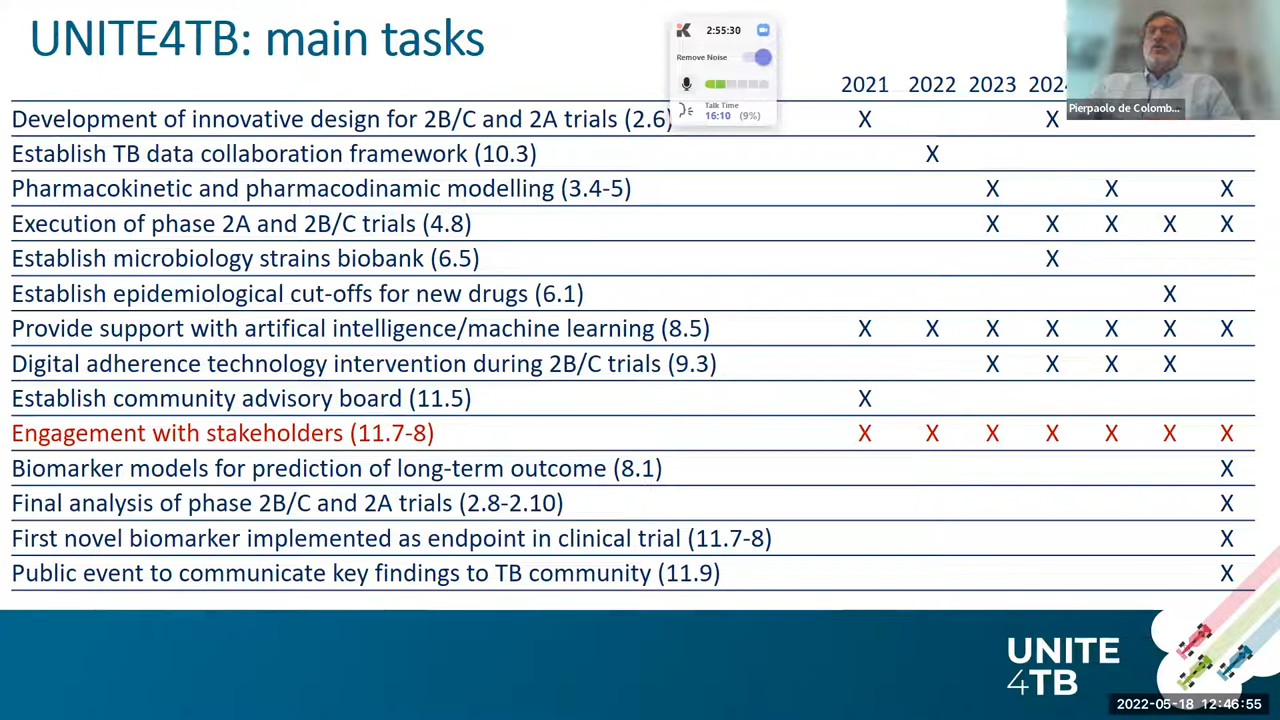 UNITE4TB: main tasks
2:55:30
Remove Noise
Talk Time
16:10 (9%)
2021 2022 2023
Pierpaolo de Colomb...
Development of innovative design for 2B/C and 2A trials (2.6) X X
Establish TB data collaboration framework (10.3) X
Pharmacokinetic and pharmacodinamic modelling (3.4-5) X X X
Execution of phase 2A and 2B/C trials (4.8) X X X X X
Establish microbiology strains biobank (6.5) X
Establish epidemiological cut-offs for new drugs (6.1) X
Provide support with artifical intelligence/machine learning (8.5) X X X X X X X
Digital adherence technology intervention during 2B/C trials (9.3) X X X X
Establish community advisory board (11.5) X
Engagement with stakeholders (11.7-8) X X X X X X X
Biomarker models for prediction of long-term outcome (8.1) X
Final analysis of phase 2B/C and 2A trials (2.8-2.10) X
First novel biomarker implemented as endpoint in clinical trial (11.7-8) X
Public event to communicate key findings to TB community (11.9) X
UNITE
4TB
2022-05-18 12:46:55